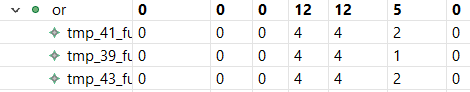 or 0 0 0 12 12 5 0
tmp_41_fu 0 0 0 4 4 2 0
tmp_39_fu 0 0 0 4 4 1 0
tmp_43_fu 0 0 0 4 4 2 0